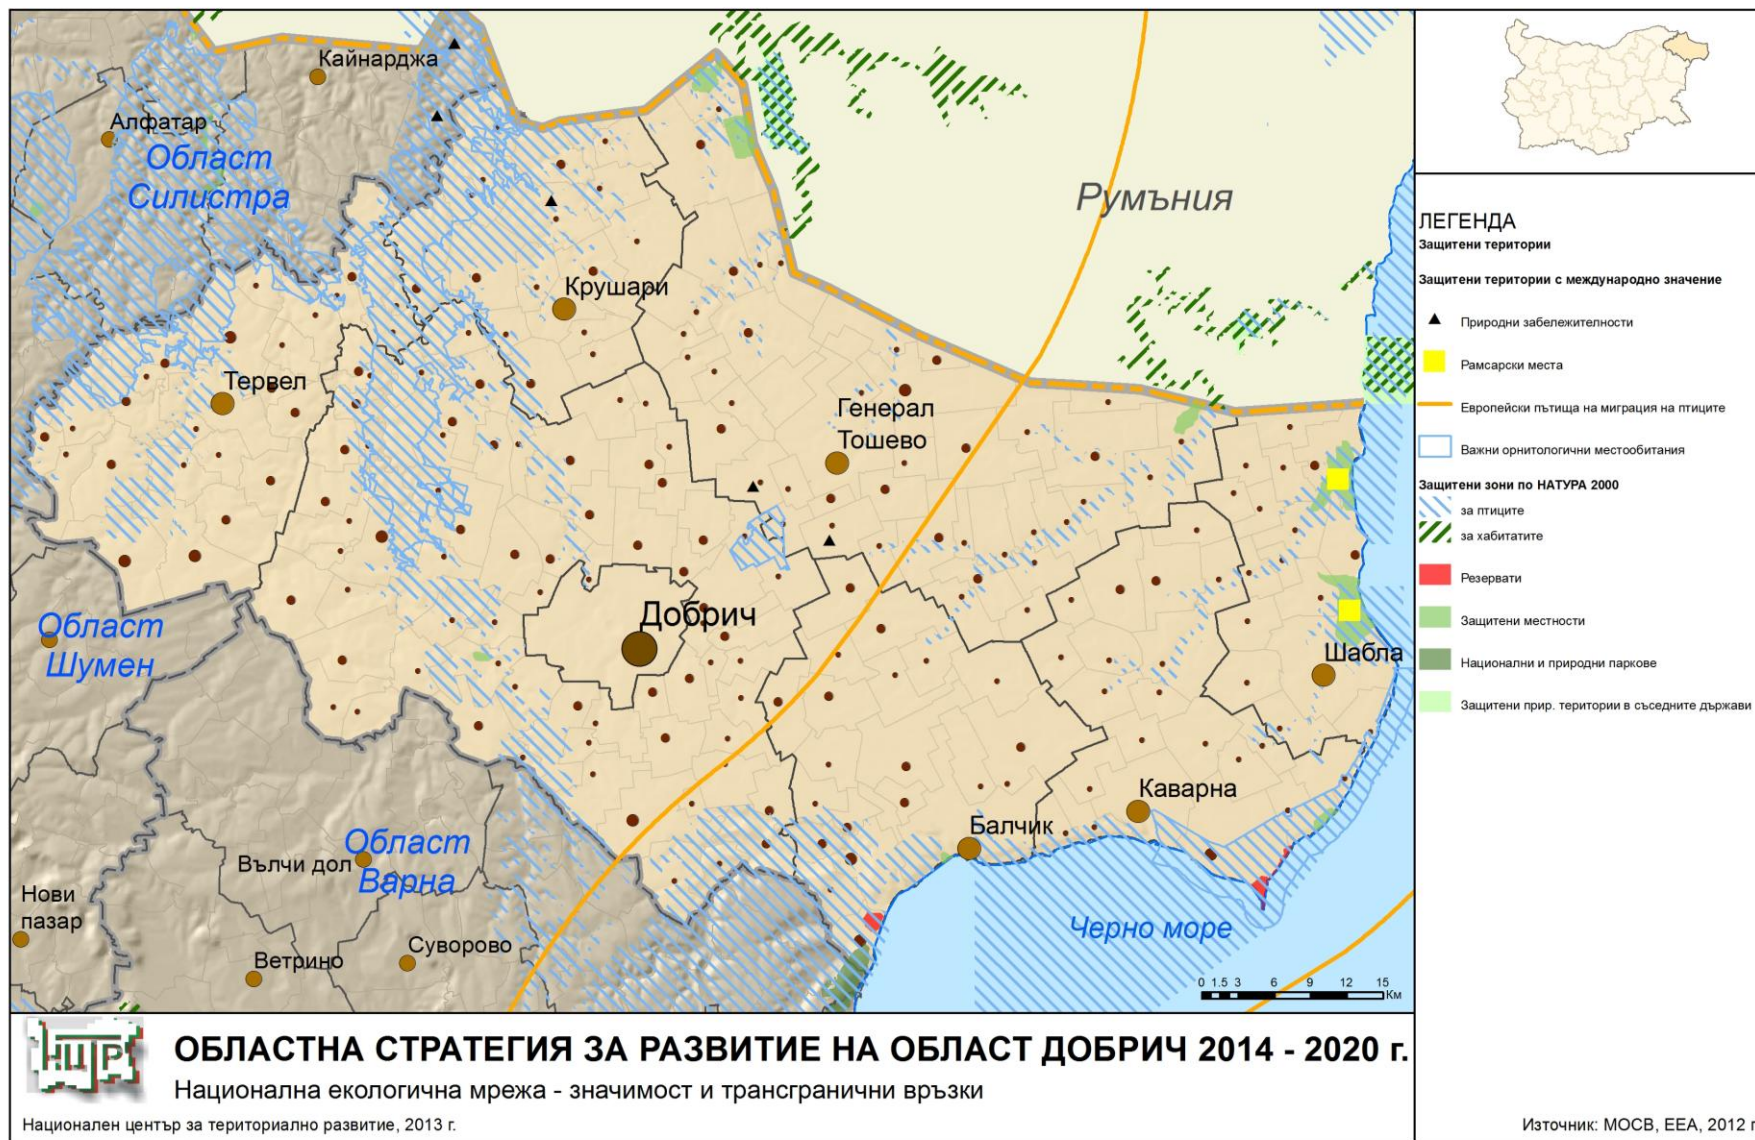 Кайнарджа
Алфатар
Област
Силистра
Румъния
Крушари
Тервел
Генерал
Тошево
Добрич
Област
Шумен
Шабла
Каварна
Балчик
Област
Варна
Вълчи дол
Нови
пазар
Суворово
Ветрино
Черно море
0 1.5 3 6 9 12 15
Км
ЛЕГЕНДА
Защитени територии
Защитени територии с международно значение
Природни забележителности
Рамсарски места
Европейски пътища на миграция на птиците
Важни орнитологични местообитания
Защитени зони по НАТУРА 2000
за птиците
за хабитатите
Резервати
Защитени местности
Национални и природни паркове
Защитени прир. територии в съседните държави
НЦТР
ОБЛАСТНА СТРАТЕГИЯ ЗА РАЗВИТИЕ НА ОБЛАСТ ДОБРИЧ 2014 - 2020 г.
Национална екологична мрежа - значимост и трансгранични връзки
Национален център за териториално развитие, 2013 г.
Източник: МОСВ, ЕЕА, 2012 г